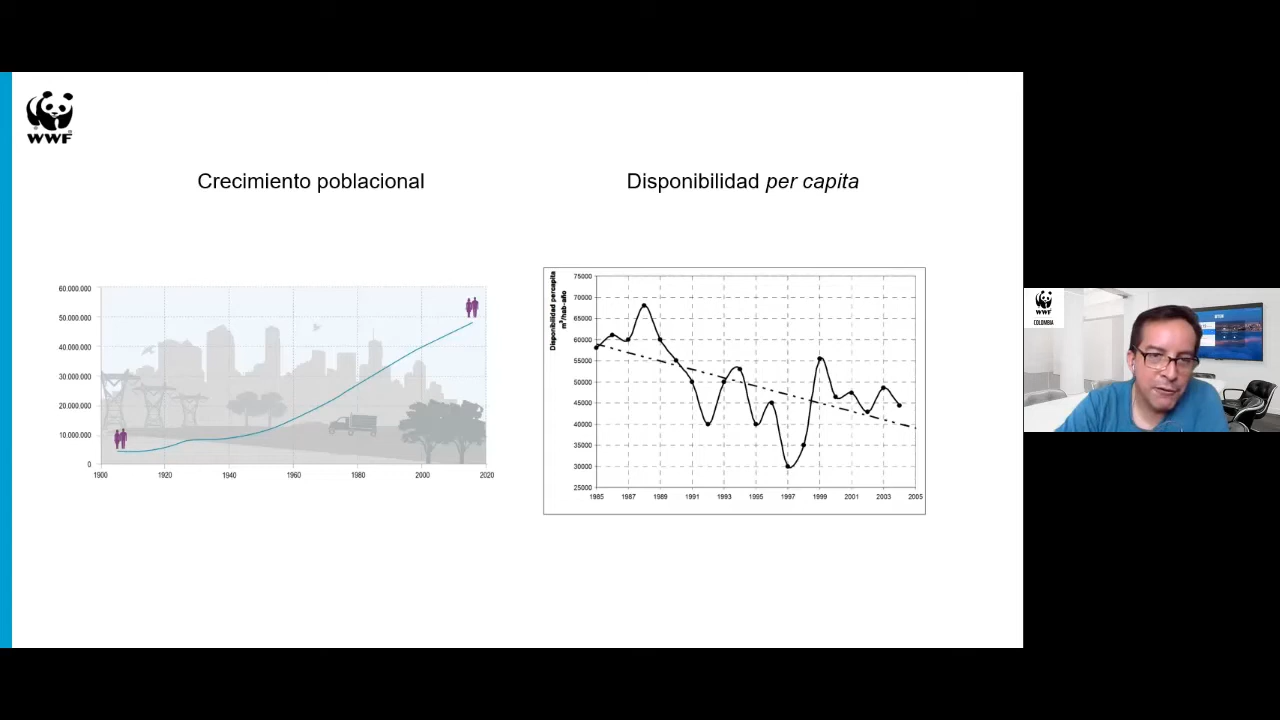 WWF
Crecimiento poblacional
Disponibilidad per capita
60.000.000
50.000.000
40.000.000
30.000.000
20.000.000
10.000.000
0
1900 1920 1940 1960 1980 2000 2020
Disponibilidad percapita
m³/hab-año
75000
70000
65000
60000
55000
50000
45000
40000
35000
30000
25000
1985 1987 1989 1991 1993 1995 1997 1999 2001 2003 2005
WWF
COLOMBIA